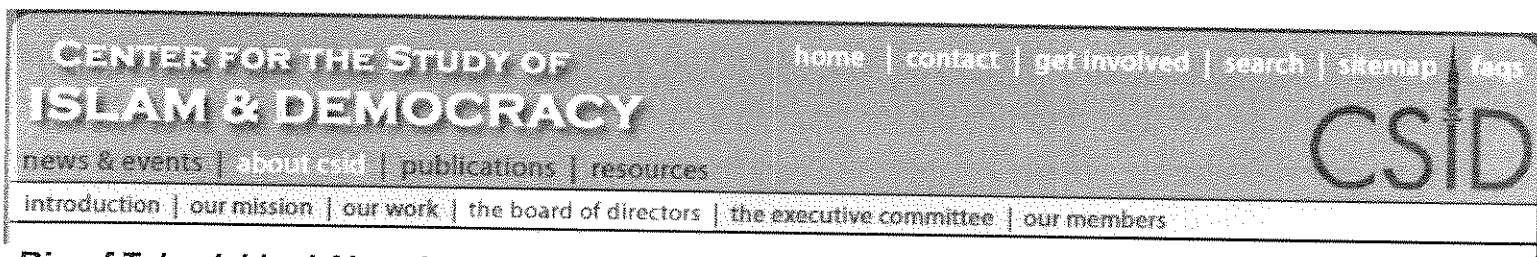 CENTER FOR THE STUDY OF
ISLAM & DEMOCRACY
home | contact | get involved | search | sitemap | faqs
CSID
news & events | about csid | publications | resources
introduction | our mission | our work | the board of directors | the executive committee | our members